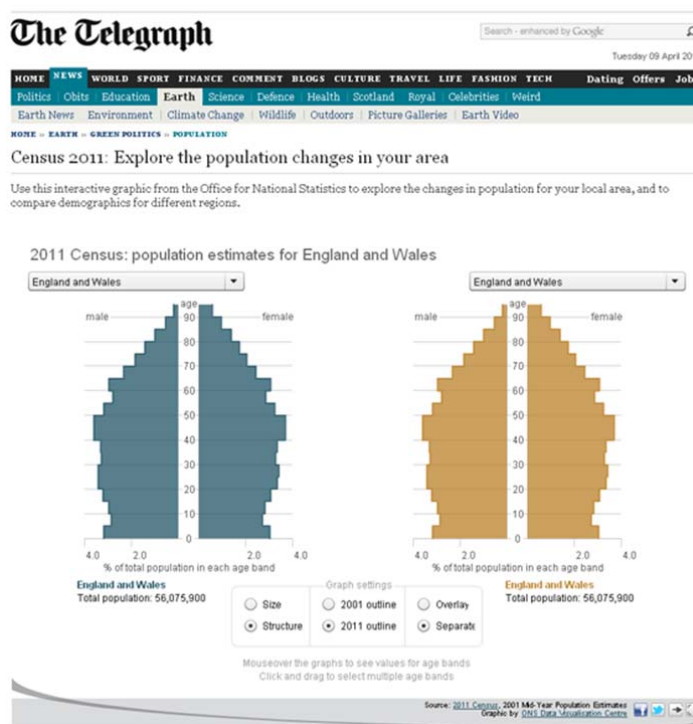 The Telegraph
Search - enhanced by Google
Tuesday 09 April 20
HOME NEWS WORLD SPORT FINANCE COMMENT BLOGS CULTURE TRAVEL LIFE FASHION TECH Dating Offers Job
Politics Obits Education Earth Science Defence Health Scotland Royal Celebrities Weird
Earth News Environment Climate Change Wildlife Outdoors Picture Galleries Earth Video
HOME » EARTH » GREEN POLITICS » POPULATION
Census 2011: Explore the population changes in your area
Use this interactive graphic from the Office for National Statistics to explore the changes in population for your local area, and to
compare demographics for different regions.
2011 Census: population estimates for England and Wales
England and Wales England and Wales
age age
male 90 female male 90 female
80 80
70 70
60 60
50 50
40 40
30 30
20 20
10 10
0 0
4.0 2.0 2.0 4.0 4.0 2.0 2.0 4.0
% of total population in each age band % of total population in each age band
England and Wales Graph settings England and Wales
Total population: 56,075,900 Total population: 56,075,900
Size 2001 outline Overlay
Structure 2011 outline Separate
Mouseover the graphs to see values for age bands
Click and drag to select multiple age bands
Source: 2011 Census, 2001 Mid-Year Population Estimates
Graphic by ONS Data Visualisation Centre